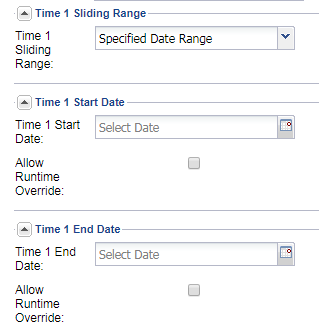 Time 1 Sliding Range
Time 1
Sliding
Range:
Specified Date Range
Time 1 Start Date
Time 1 Start
Date:
Select Date
Allow
Runtime
Override:
Time 1 End Date
Time 1 End
Date:
Select Date
Allow
Runtime
Override: